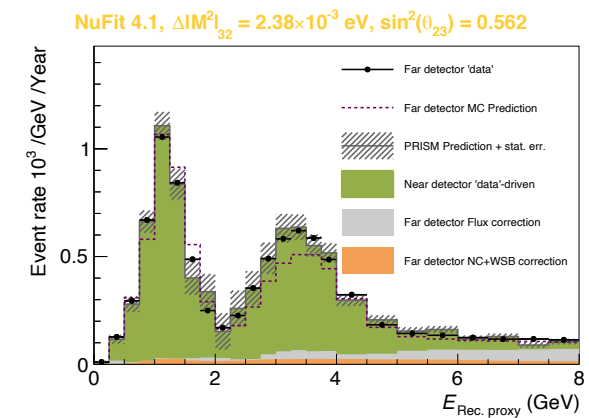 NuFit 4.1, Δ|M²|₃₂ = 2.38×10⁻³ eV, sin²(θ₂₃) = 0.562
Event rate 10³ /GeV /Year
1
0.5
0
Far detector 'data'
Far detector MC Prediction
PRISM Prediction + stat. err.
Near detector 'data'-driven
Far detector Flux correction
Far detector NC+WSB correction
0 2 4 6 8
E Rec. proxy (GeV)